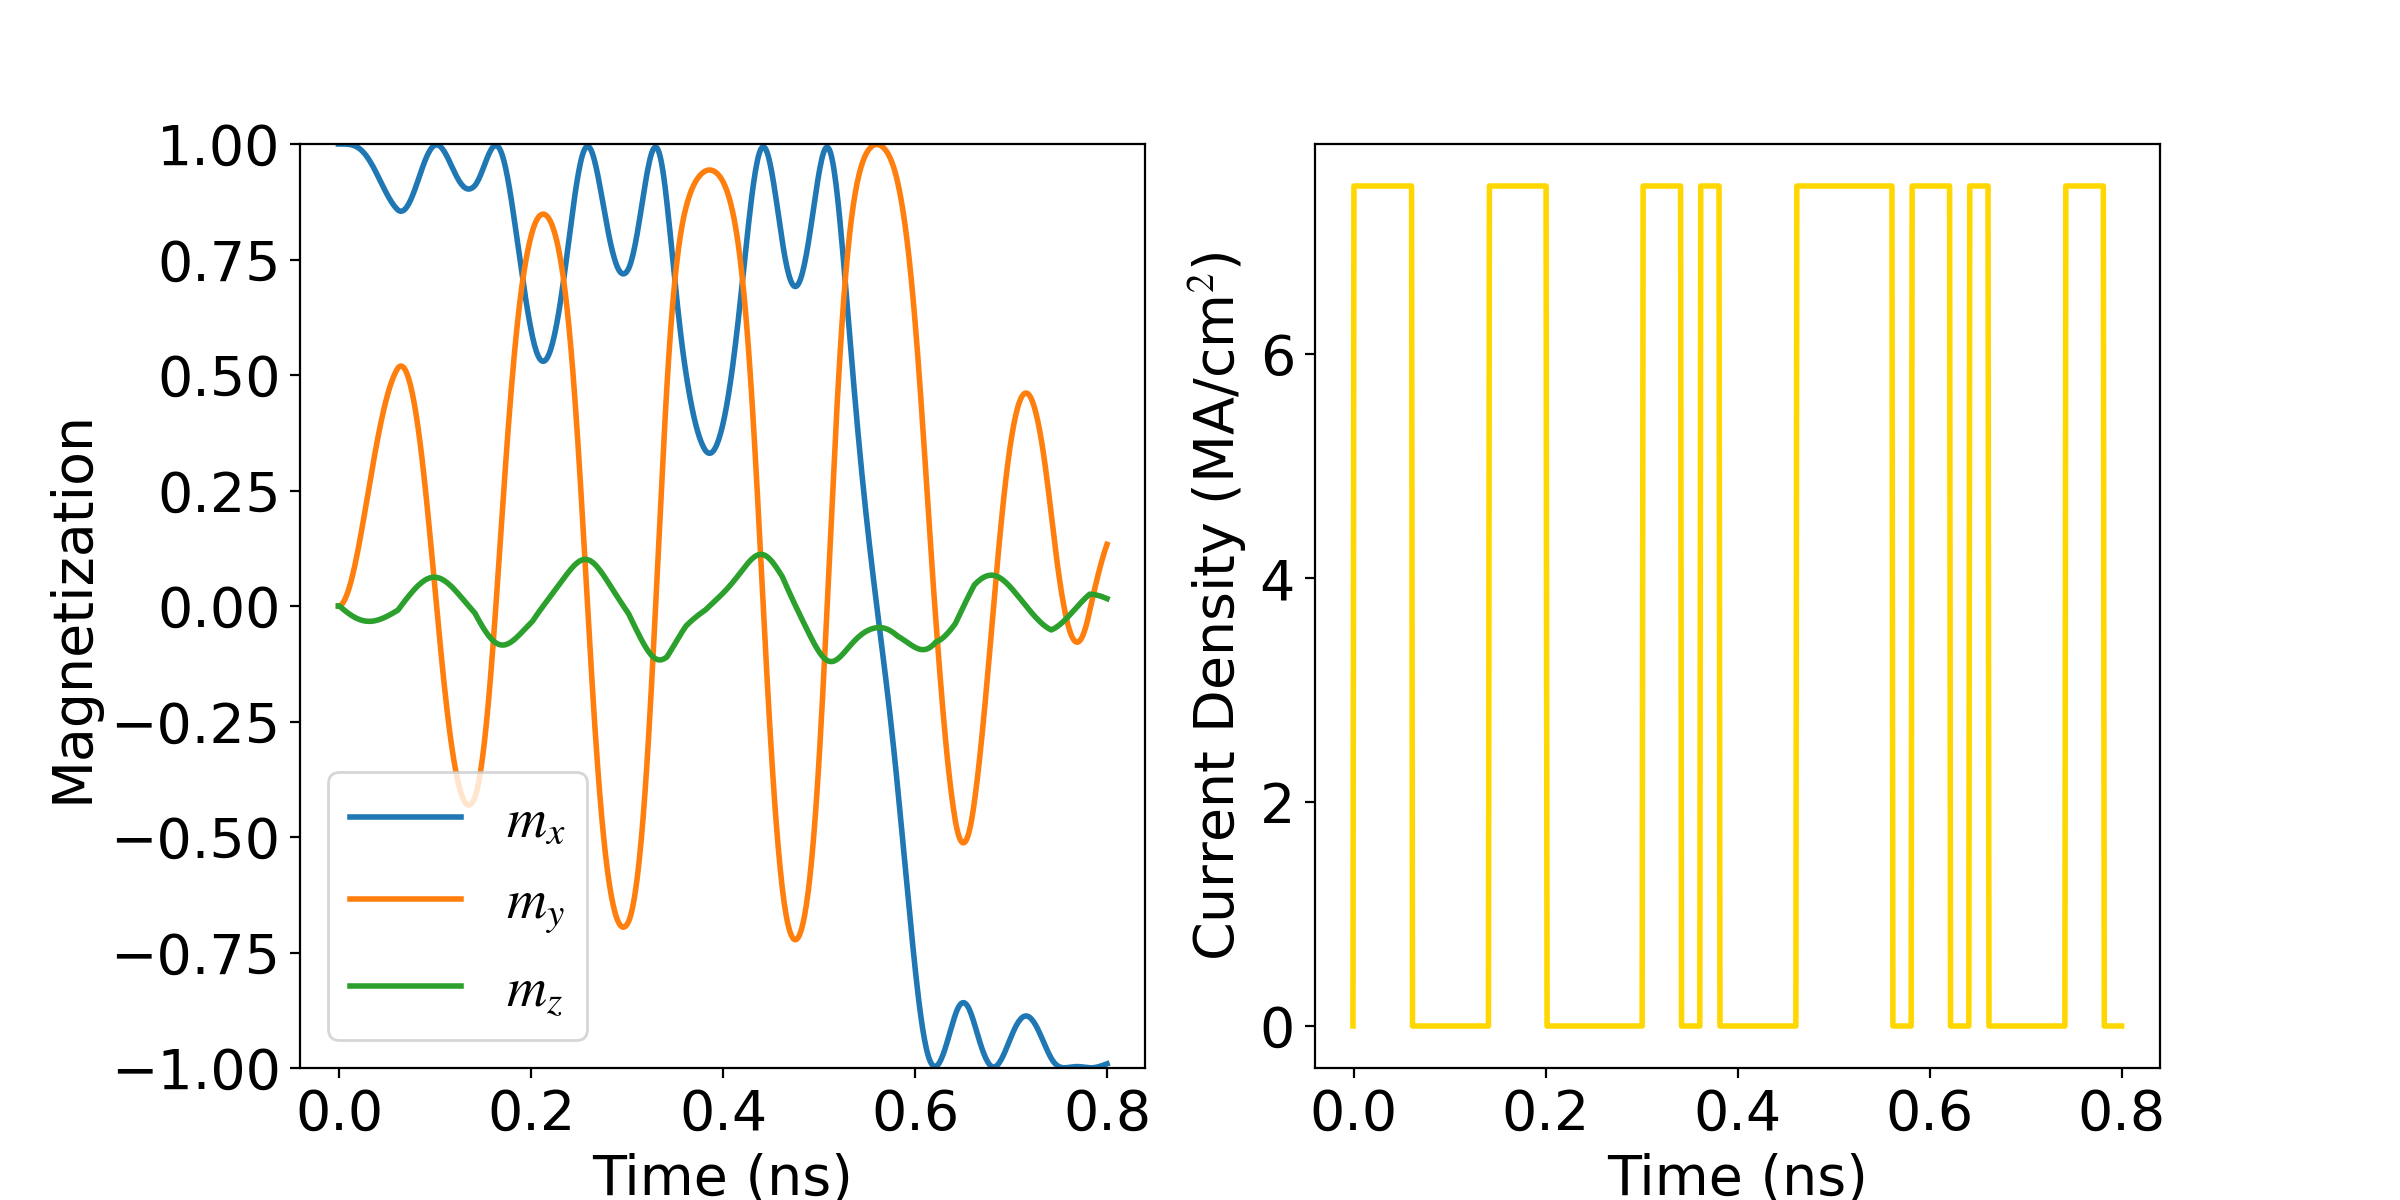 Magnetization
1.00
0.75
0.50
0.25
0.00
−0.25
−0.50
−0.75
−1.00
m_x
m_y
m_z
0.0 0.2 0.4 0.6 0.8
Time (ns)
Current Density (MA/cm²)
6
4
2
0
0.0 0.2 0.4 0.6 0.8
Time (ns)